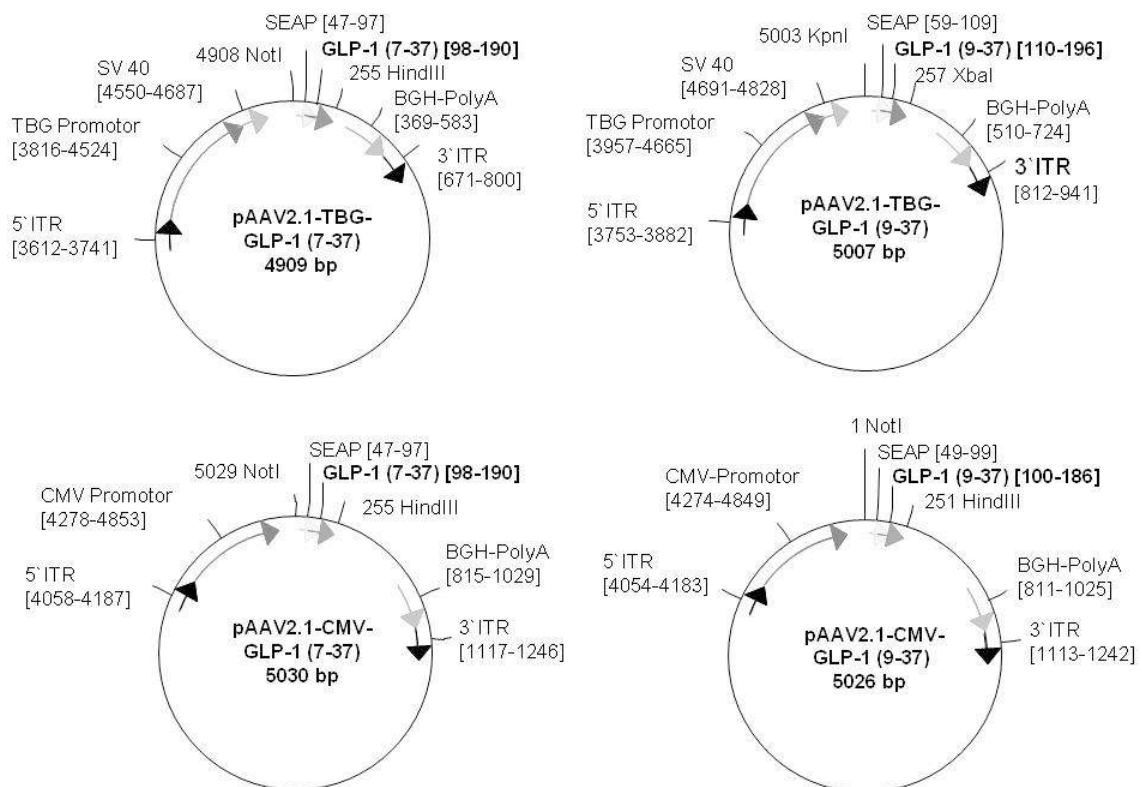 SEAP [47-97]
GLP-1 (7-37) [98-190]
4908 NotI
255 HindIII
SV 40
[4550-4687]
BGH-PolyA
[369-583]
TBG Promotor
[3816-4524]
3`ITR
[671-800]
5`ITR
[3612-3741]
pAAV2.1-TBG-
GLP-1 (7-37)
4909 bp
SEAP [59-109]
GLP-1 (9-37) [110-196]
5003 KpnI
257 XbaI
SV 40
[4691-4828]
BGH-PolyA
[510-724]
TBG Promotor
[3957-4665]
3`ITR
[812-941]
5`ITR
[3753-3882]
pAAV2.1-TBG-
GLP-1 (9-37)
5007 bp
SEAP [47-97]
GLP-1 (7-37) [98-190]
5029 NotI
255 HindIII
CMV Promotor
[4278-4853]
BGH-PolyA
[815-1029]
5`ITR
[4058-4187]
3`ITR
[1117-1246]
pAAV2.1-CMV-
GLP-1 (7-37)
5030 bp
1 NotI
SEAP [49-99]
GLP-1 (9-37) [100-186]
CMV-Promotor
[4274-4849]
251 HindIII
BGH-PolyA
[811-1025]
5`ITR
[4054-4183]
3`ITR
[1113-1242]
pAAV2.1-CMV-
GLP-1 (9-37)
5026 bp